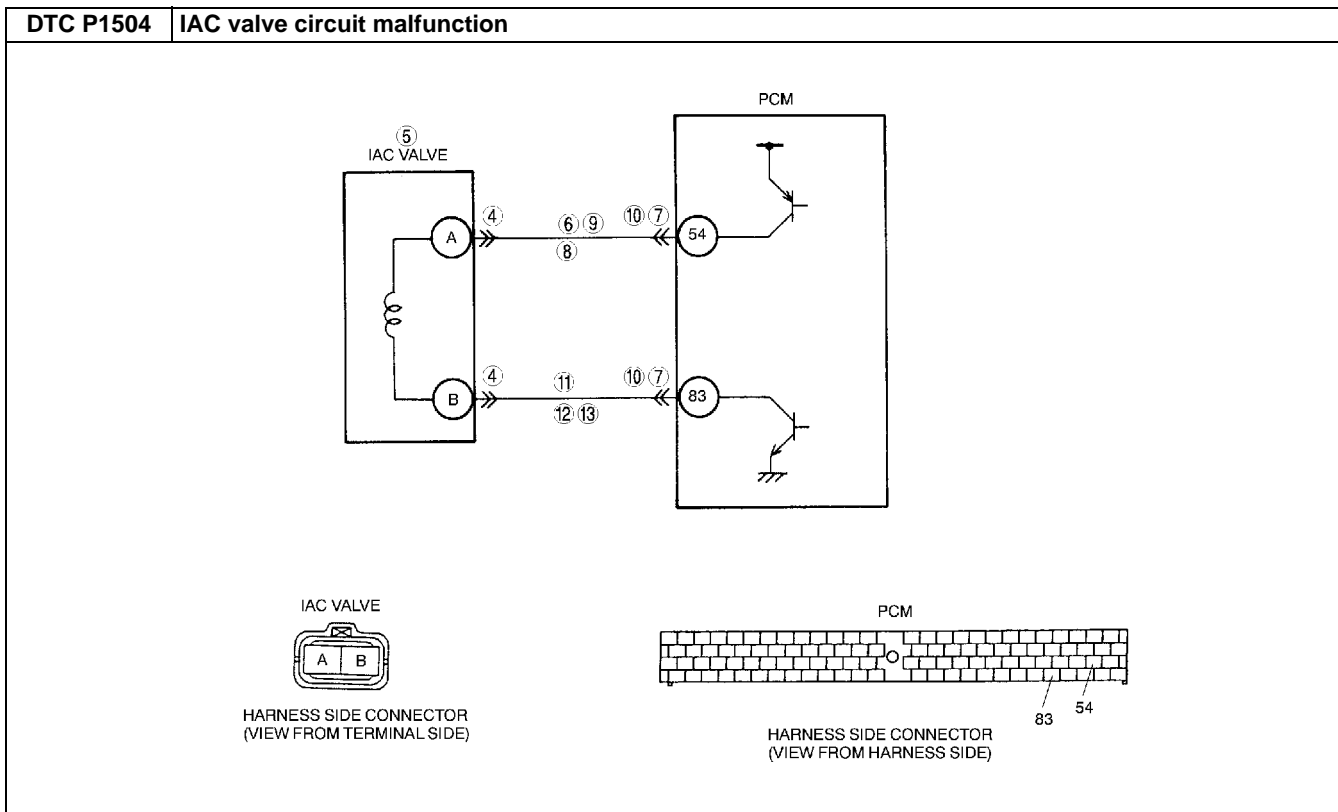 DTC P1504 IAC valve circuit malfunction
PCM
⑤
IAC VALVE
A ④ ⑥ ⑨ ⑩ ⑦ 54
⑧
B ④ ⑪ ⑩ ⑦ 83
⑫ ⑬
IAC VALVE
A B
HARNESS SIDE CONNECTOR
(VIEW FROM TERMINAL SIDE)
PCM
83 54
HARNESS SIDE CONNECTOR
(VIEW FROM HARNESS SIDE)